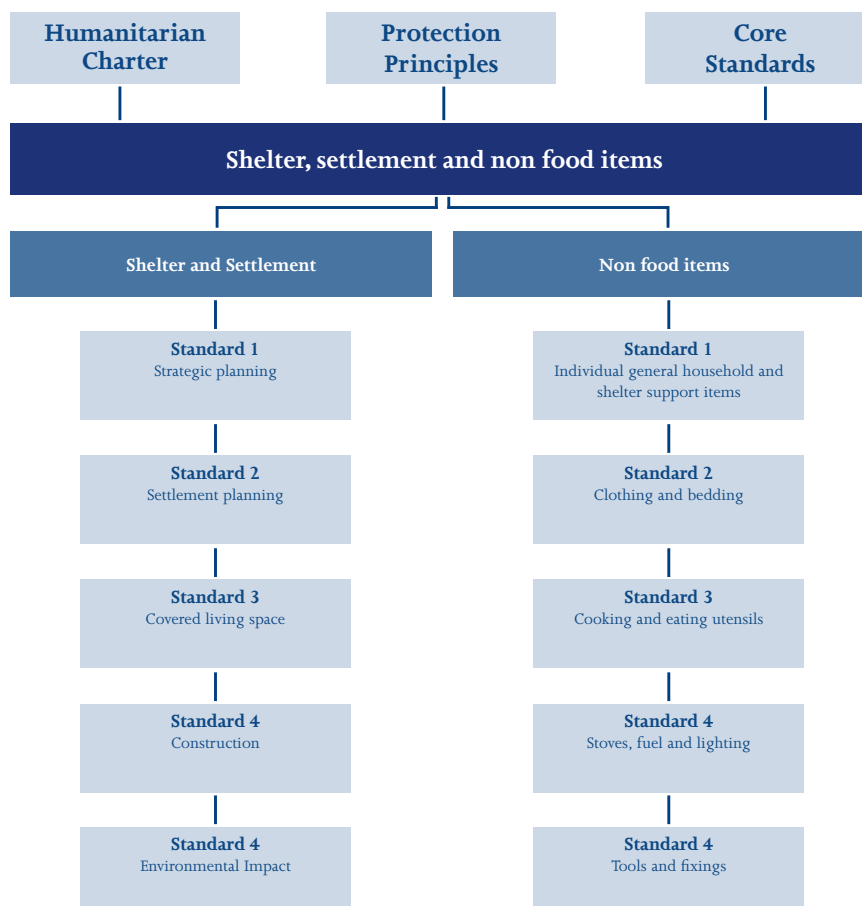 Humanitarian
Charter
Protection
Principles
Core
Standards
Shelter, settlement and non food items
Shelter and Settlement
Standard 1
Strategic planning
Standard 2
Settlement planning
Standard 3
Covered living space
Standard 4
Construction
Standard 4
Environmental Impact
Non food items
Standard 1
Individual general household and
shelter support items
Standard 2
Clothing and bedding
Standard 3
Cooking and eating utensils
Standard 4
Stoves, fuel and lighting
Standard 4
Tools and fixings